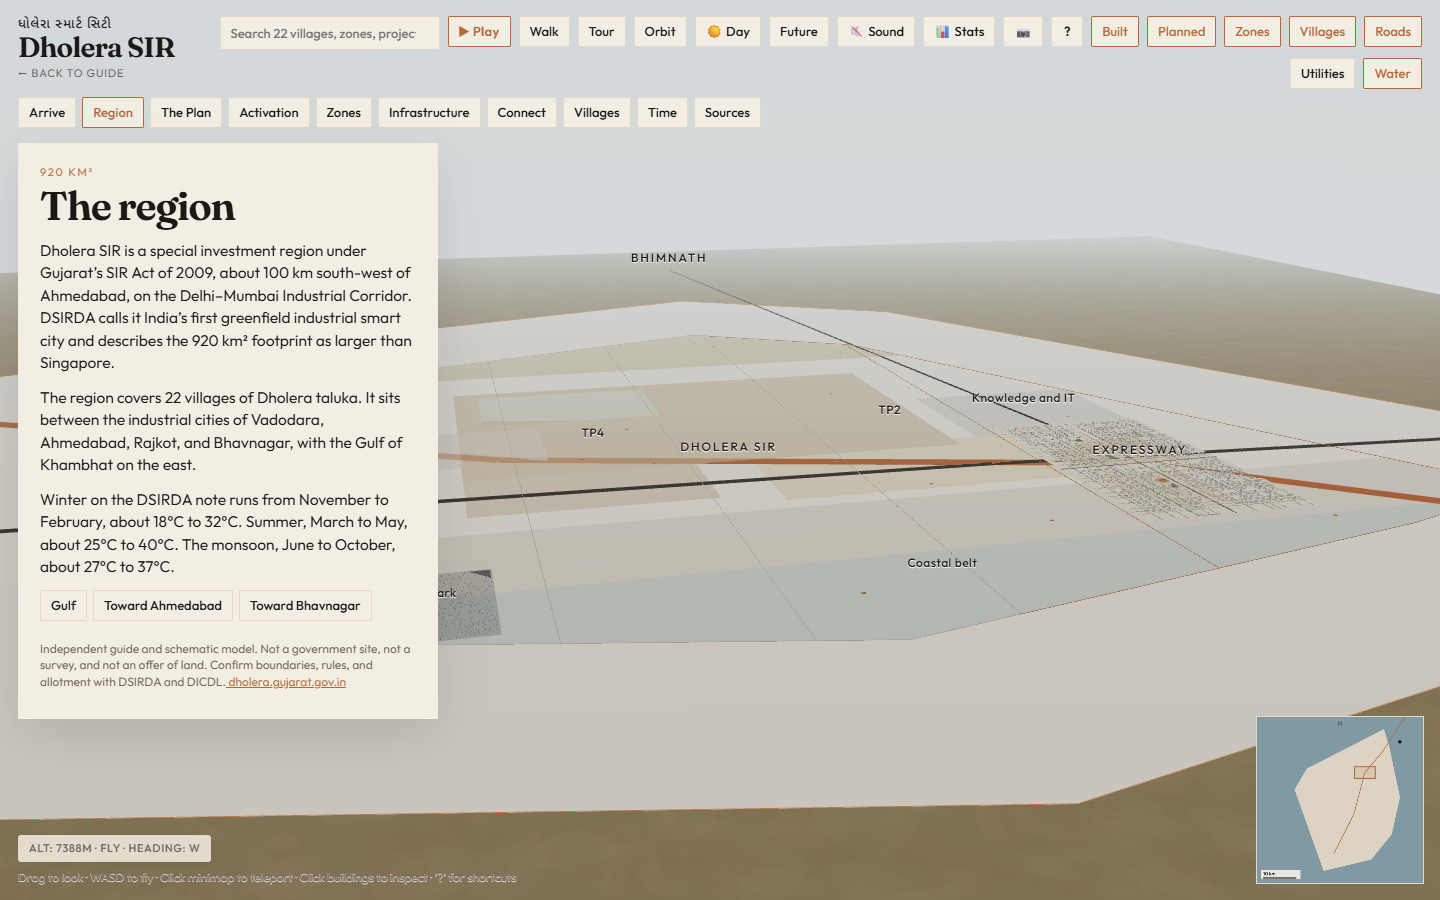 ધોલેરા સ્માર્ટ સિટી
Dholera SIR
← BACK TO GUIDE
Search 22 villages, zones, projec
▶ Play
Walk
Tour
Orbit
Day
Future
Sound
Stats
?
Built
Planned
Zones
Villages
Roads
Utilities
Water
Arrive
Region
The Plan
Activation
Zones
Infrastructure
Connect
Villages
Time
Sources
920 KM²
The region
Dholera SIR is a special investment region under
Gujarat’s SIR Act of 2009, about 100 km south-west of
Ahmedabad, on the Delhi–Mumbai Industrial Corridor.
DSIRDA calls it India’s first greenfield industrial smart
city and describes the 920 km² footprint as larger than
Singapore.
The region covers 22 villages of Dholera taluka. It sits
between the industrial cities of Vadodara,
Ahmedabad, Rajkot, and Bhavnagar, with the Gulf of
Khambhat on the east.
Winter on the DSIRDA note runs from November to
February, about 18°C to 32°C. Summer, March to May,
about 25°C to 40°C. The monsoon, June to October,
about 27°C to 37°C.
Gulf
Toward Ahmedabad
Toward Bhavnagar
Independent guide and schematic model. Not a government site, not a
survey, and not an offer of land. Confirm boundaries, rules, and
allotment with DSIRDA and DICDL. dholera.gujarat.gov.in
BHIMNATH
Knowledge and IT
TP2
TP4
DHOLERA SIR
EXPRESSWAY
Coastal belt
ark
N
10 km
ALT: 7388M · FLY · HEADING: W
Drag to look · WASD to fly · Click minimap to teleport · Click buildings to inspect · '?' for shortcuts